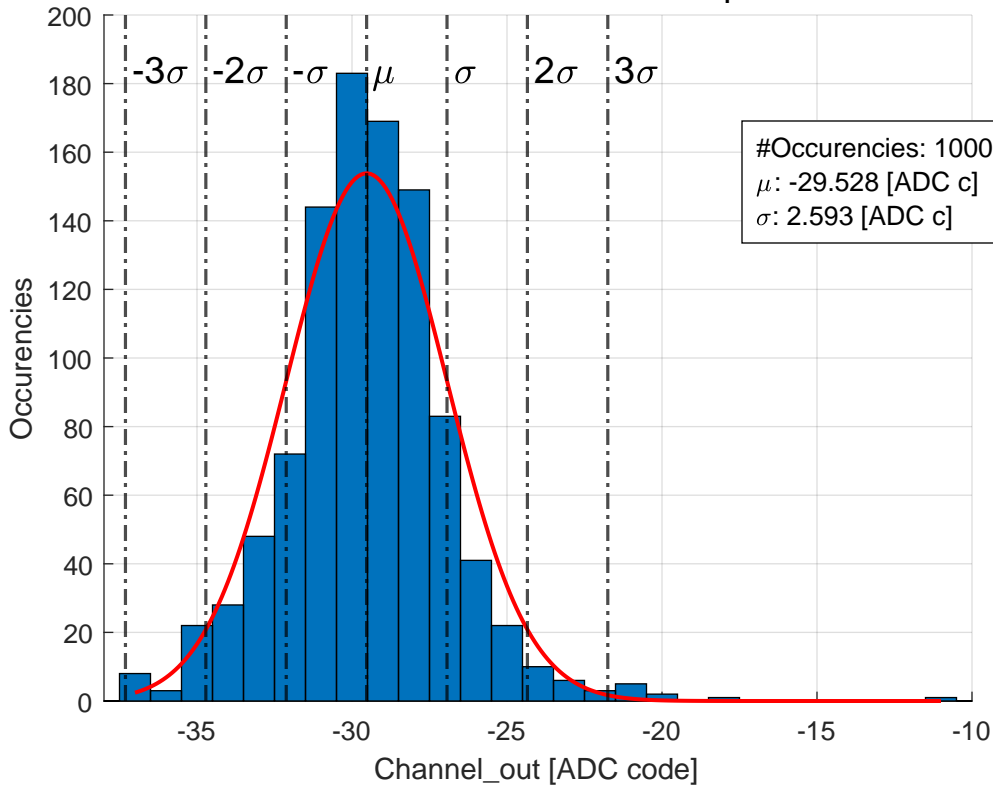 200
180
160
140
120
100
80
60
40
20
0
Occurencies
-3σ
-2σ
-σ
μ
σ
2σ
3σ
#Occurencies: 1000
μ: -29.528 [ADC c]
σ: 2.593 [ADC c]
-35
-30
-25
-20
-15
-10
Channel_out [ADC code]